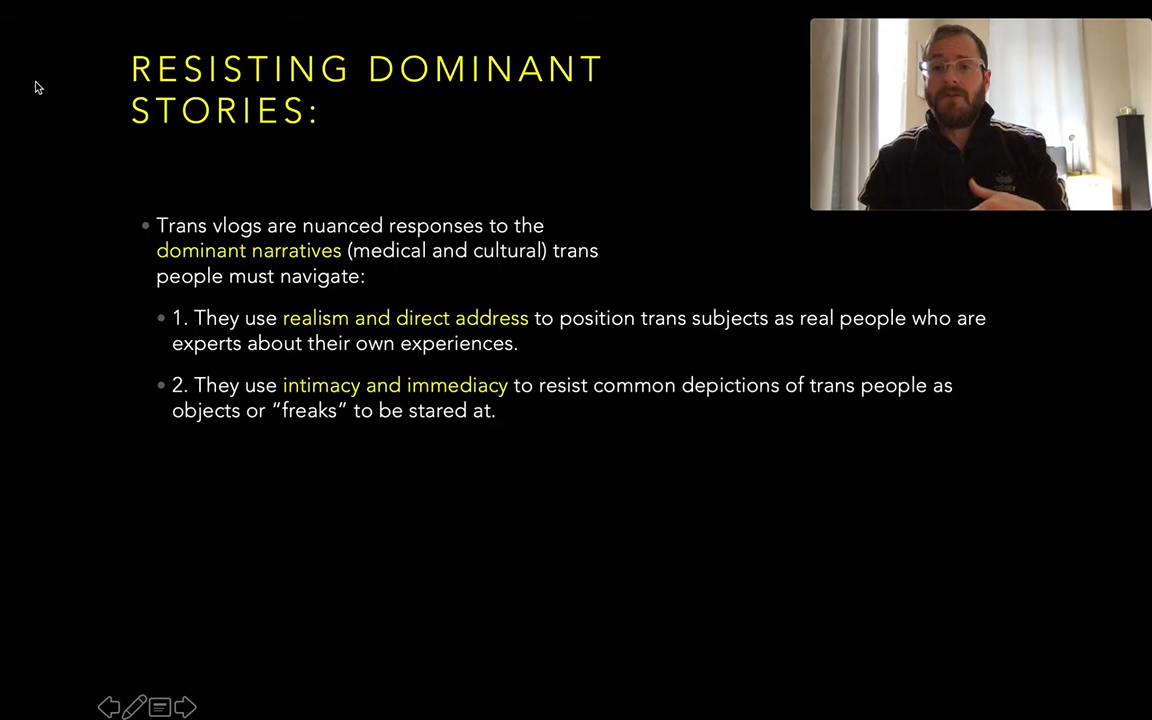 RESISTING DOMINANT
STORIES:
Trans vlogs are nuanced responses to the
dominant narratives (medical and cultural) trans
people must navigate:
1. They use realism and direct address to position trans subjects as real people who are
experts about their own experiences.
2. They use intimacy and immediacy to resist common depictions of trans people as
objects or “freaks” to be stared at.